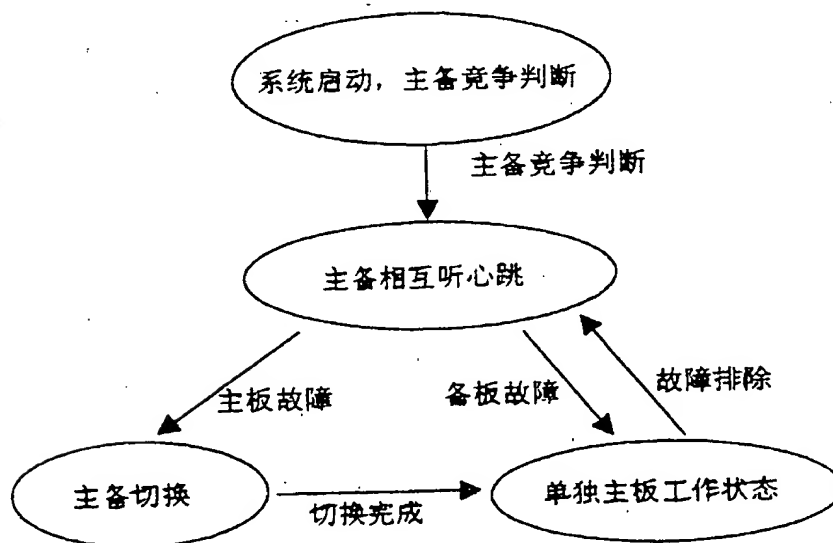 系统启动，主备竞争判断
主备竞争判断
主备相互听心跳
主板故障
备板故障
故障排除
主备切换
切换完成
单独主板工作状态